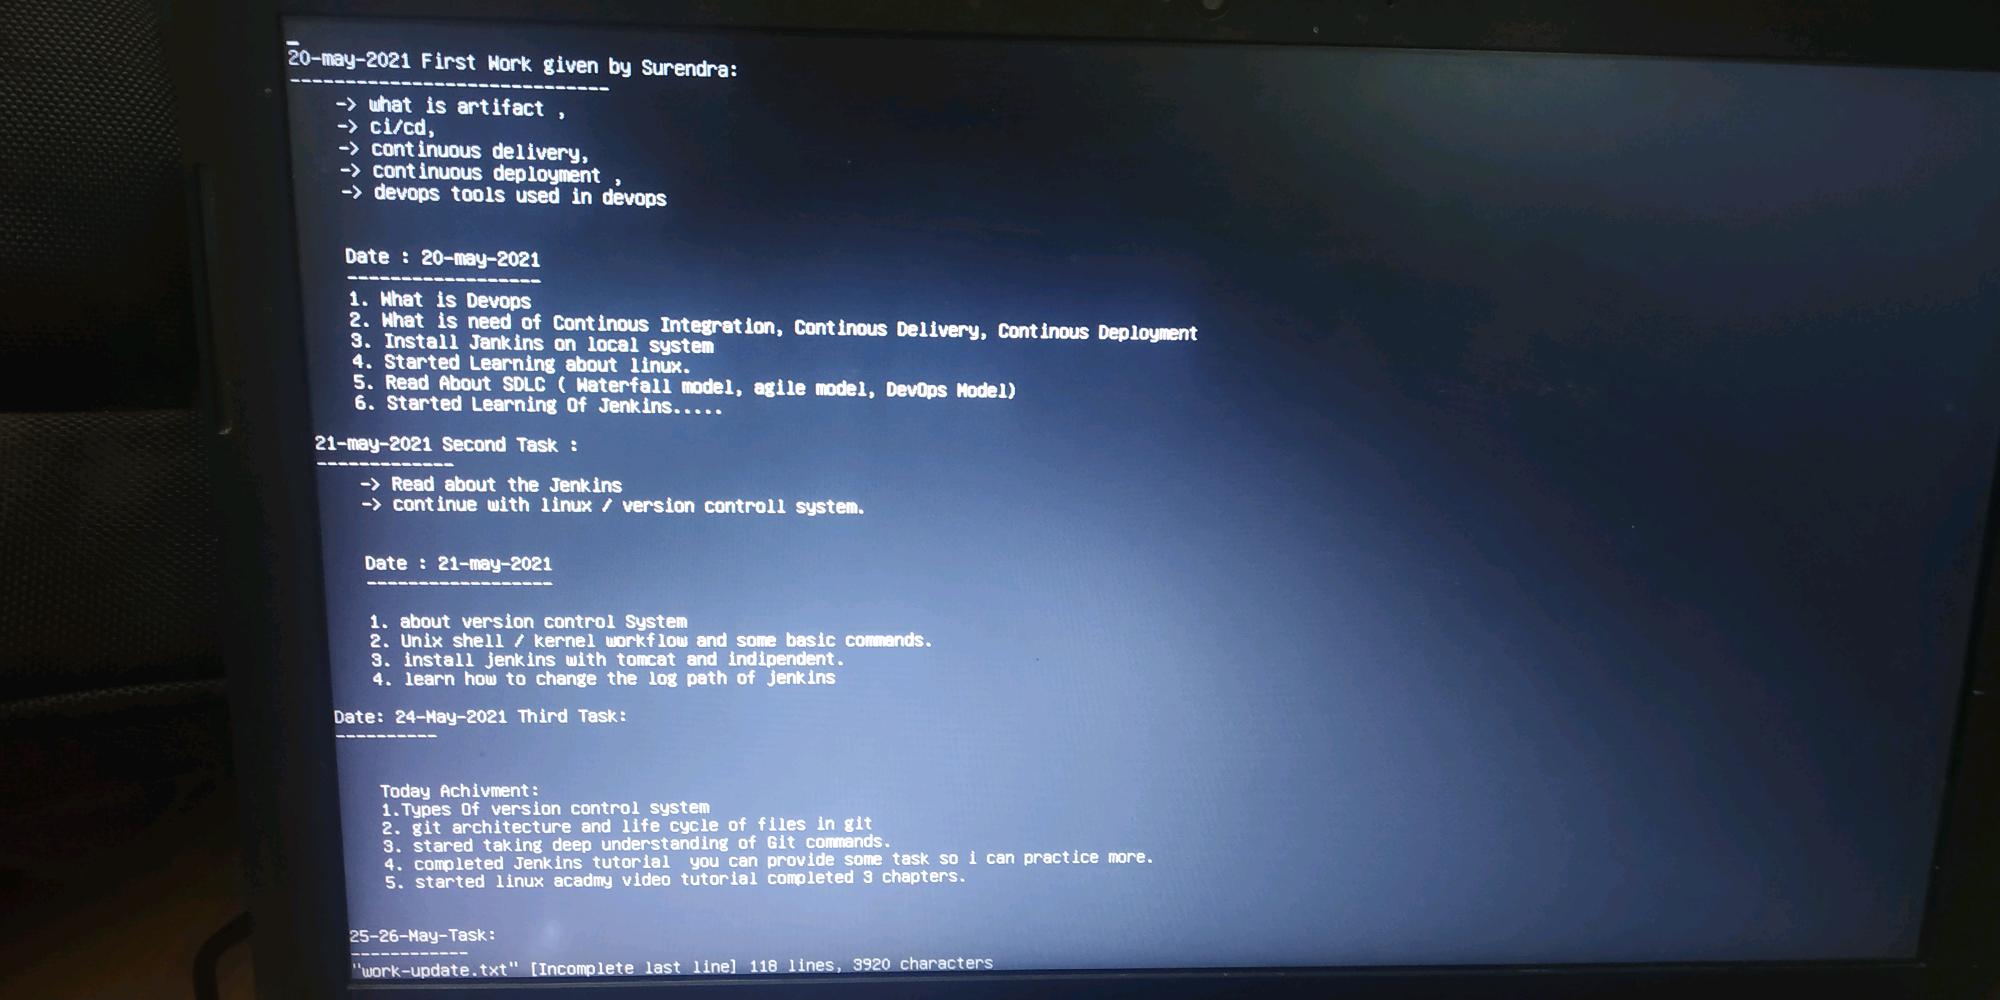 20-may-2021 First Work given by Surendra:
-----------------------------
-> what is artifact ,
-> ci/cd,
-> continuous delivery,
-> continuous deployment ,
-> devops tools used in devops
Date : 20-may-2021
------------------
1. What is Devops
2. What is need of Continous Integration, Continous Delivery, Continous Deployment
3. Install Jankins on local system
4. Started Learning about linux.
5. Read About SDLC ( Waterfall model, agile model, DevOps Model)
6. Started Learning Of Jenkins.....
21-may-2021 Second Task :
-------------
-> Read about the Jenkins
-> continue with linux / version controll system.
Date : 21-may-2021
------------------
1. about version control System
2. Unix shell / kernel workflow and some basic commands.
3. install jenkins with tomcat and indipendent.
4. learn how to change the log path of jenkins
Date: 24-May-2021 Third Task:
----------
Today Achivment:
1.Types Of version control system
2. git architecture and life cycle of files in git
3. stared taking deep understanding of Git commands.
4. completed Jenkins tutorial  you can provide some task so i can practice more.
5. started linux acadmy video tutorial completed 3 chapters.
25-26-May-Task:
------------
"work-update.txt" [Incomplete last line] 118 lines, 3920 characters